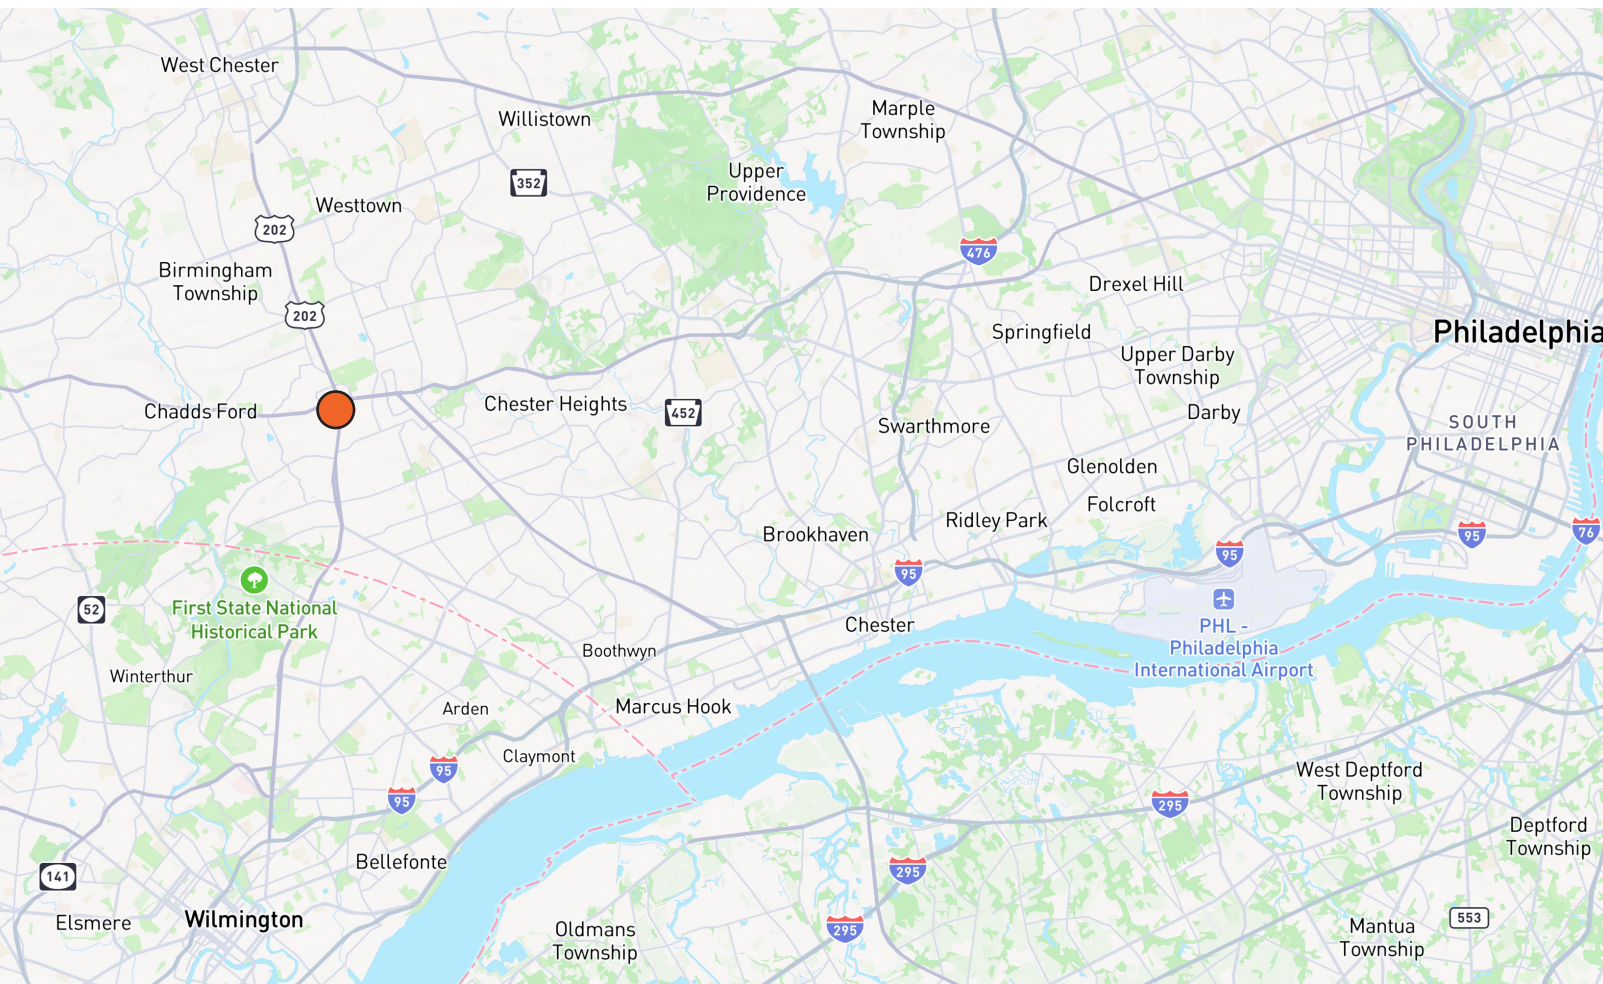 West Chester
Willistown
Marple
Township
352
Upper
Providence
Westtown
202
476
Birmingham
Township
Drexel Hill
202
Springfield
Philadelphia
Upper Darby
Township
Chadds Ford
Chester Heights
452
Darby
Swarthmore
SOUTH
PHILADELPHIA
Glenolden
Folcroft
Ridley Park
Brookhaven
95
76
95
95
52
First State National
Historical Park
Chester
PHL -
Philadelphia
International Airport
Boothwyn
Winterthur
Arden
Marcus Hook
Claymont
95
West Deptford
Township
95
295
Deptford
Township
Bellefonte
295
141
Elsmere
Wilmington
553
295
Oldmans
Township
Mantua
Township